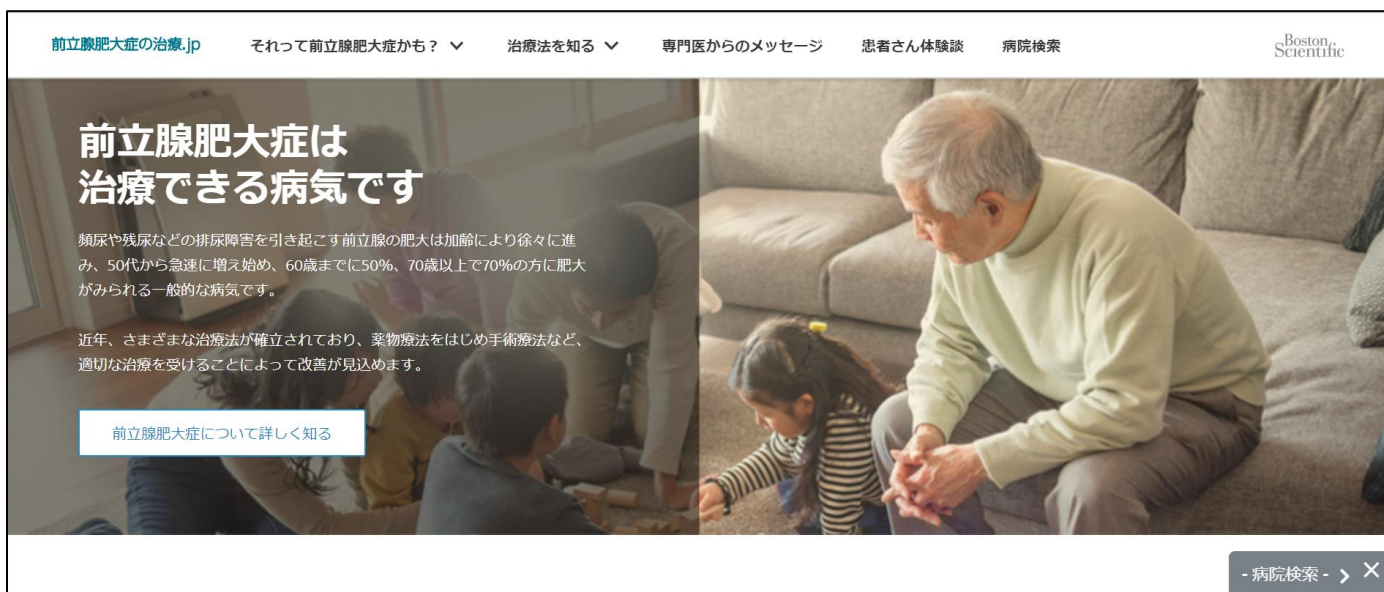 前立腺肥大症の治療.jp
それって前立腺肥大症かも？
治療法を知る
専門医からのメッセージ
患者さん体験談
病院検索
Boston
Scientific
前立腺肥大症は
治療できる病気です
頻尿や残尿などの排尿障害を引き起こす前立腺の肥大は加齢により徐々に進
み、50代から急速に増え始め、60歳までに50%、70歳以上で70%の方に肥大
がみられる一般的な病気です。
近年、さまざまな治療法が確立されており、薬物療法をはじめ手術療法など、
適切な治療を受けることによって改善が見込めます。
前立腺肥大症について詳しく知る
- 病院検索 -